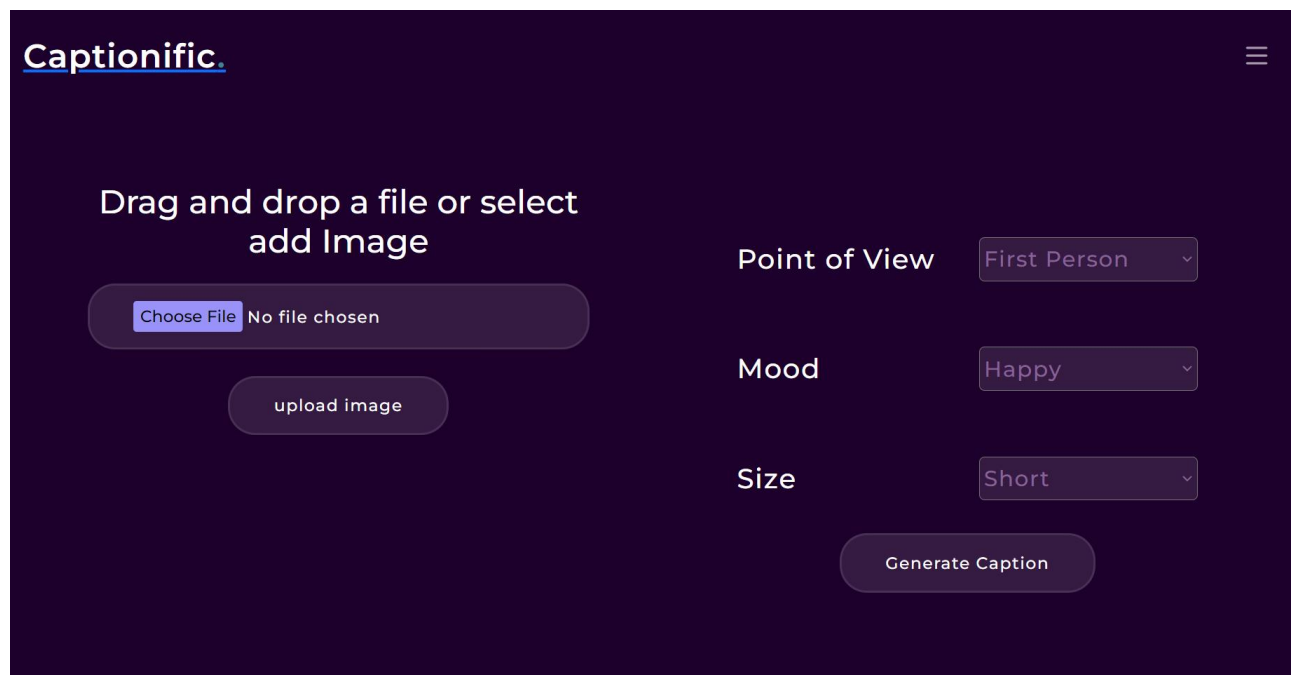 Captionific.
Drag and drop a file or select
add Image
Choose File No file chosen
upload image
Point of View First Person
Mood Happy
Size Short
Generate Caption